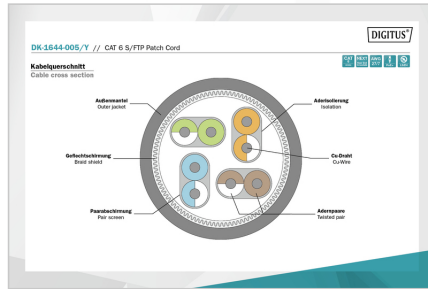 DIGITUS®
DK-1644-005/Y // CAT 6 S/FTP Patch Cord
Kabelquerschnitt
Cable cross section
Außenmantel
Outer jacket
Aderisolierung
Isolation
Geflechtschirmung
Braid shield
Cu-Draht
Cu-Wire
Paarabschirmung
Pair screen
Adernpaare
Twisted pair